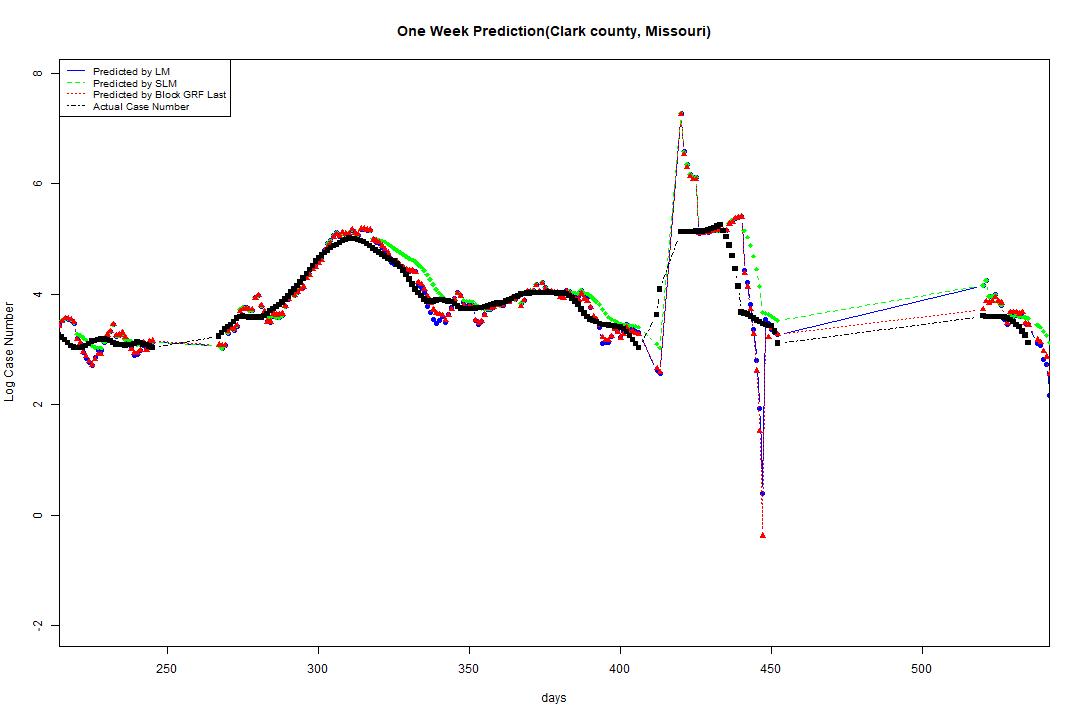 One Week Prediction(Clark county, Missouri)
Predicted by LM
Predicted by SLM
Predicted by Block GRF Last
Actual Case Number
Log Case Number
8
6
4
2
0
-2
250 300 350 400 450 500
days